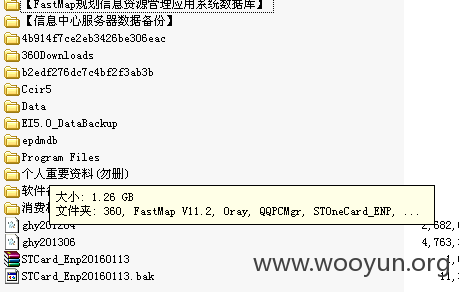 【FastMap规划信息资源管理应用系统数据库】
【信息中心服务器数据备份】
4b914f7ce2eb3426be306eac
360Downloads
b2edf276dc7c4bf2f3ab3b
Ccir5
Data
EI5.0_DataBackup
epdmdb
Program Files
个人重要资料(勿删)
软件
大小: 1.26 GB
文件夹: 360, FastMap V11.2, Oray, QQPCMgr, STOneCard_ENP, ...
消费
ghy201204
2,682,0
ghy201306
4,763,3
STCard_Enp20160113
STCard_Enp20160113.bak
www.wooyun.org